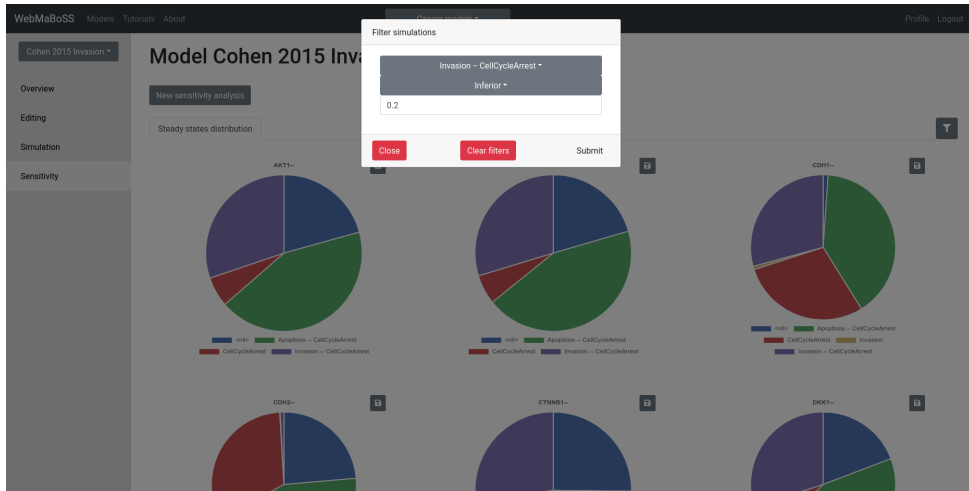 WebMaBoSS Models Tutorials About Cancer models Profile Logout
Filter simulations
Cohen 2015 Invasion
Model Cohen 2015 Inva
Invasion -- CellCycleArrest
Overview
Inferior
New sensitivity analysis
0.2
Editing
Steady states distribution
Simulation
Close Clear filters Submit
Sensitivity
AKT1-- CDH1--
<nil> Apoptosis -- CellCycleArrest
CellCycleArrest Invasion -- CellCycleArrest
<nil> Apoptosis -- CellCycleArrest
CellCycleArrest Invasion -- CellCycleArrest
<nil> Apoptosis -- CellCycleArrest
CellCycleArrest Invasion
Invasion -- CellCycleArrest
CDH2-- CTNNB1-- DKK1--